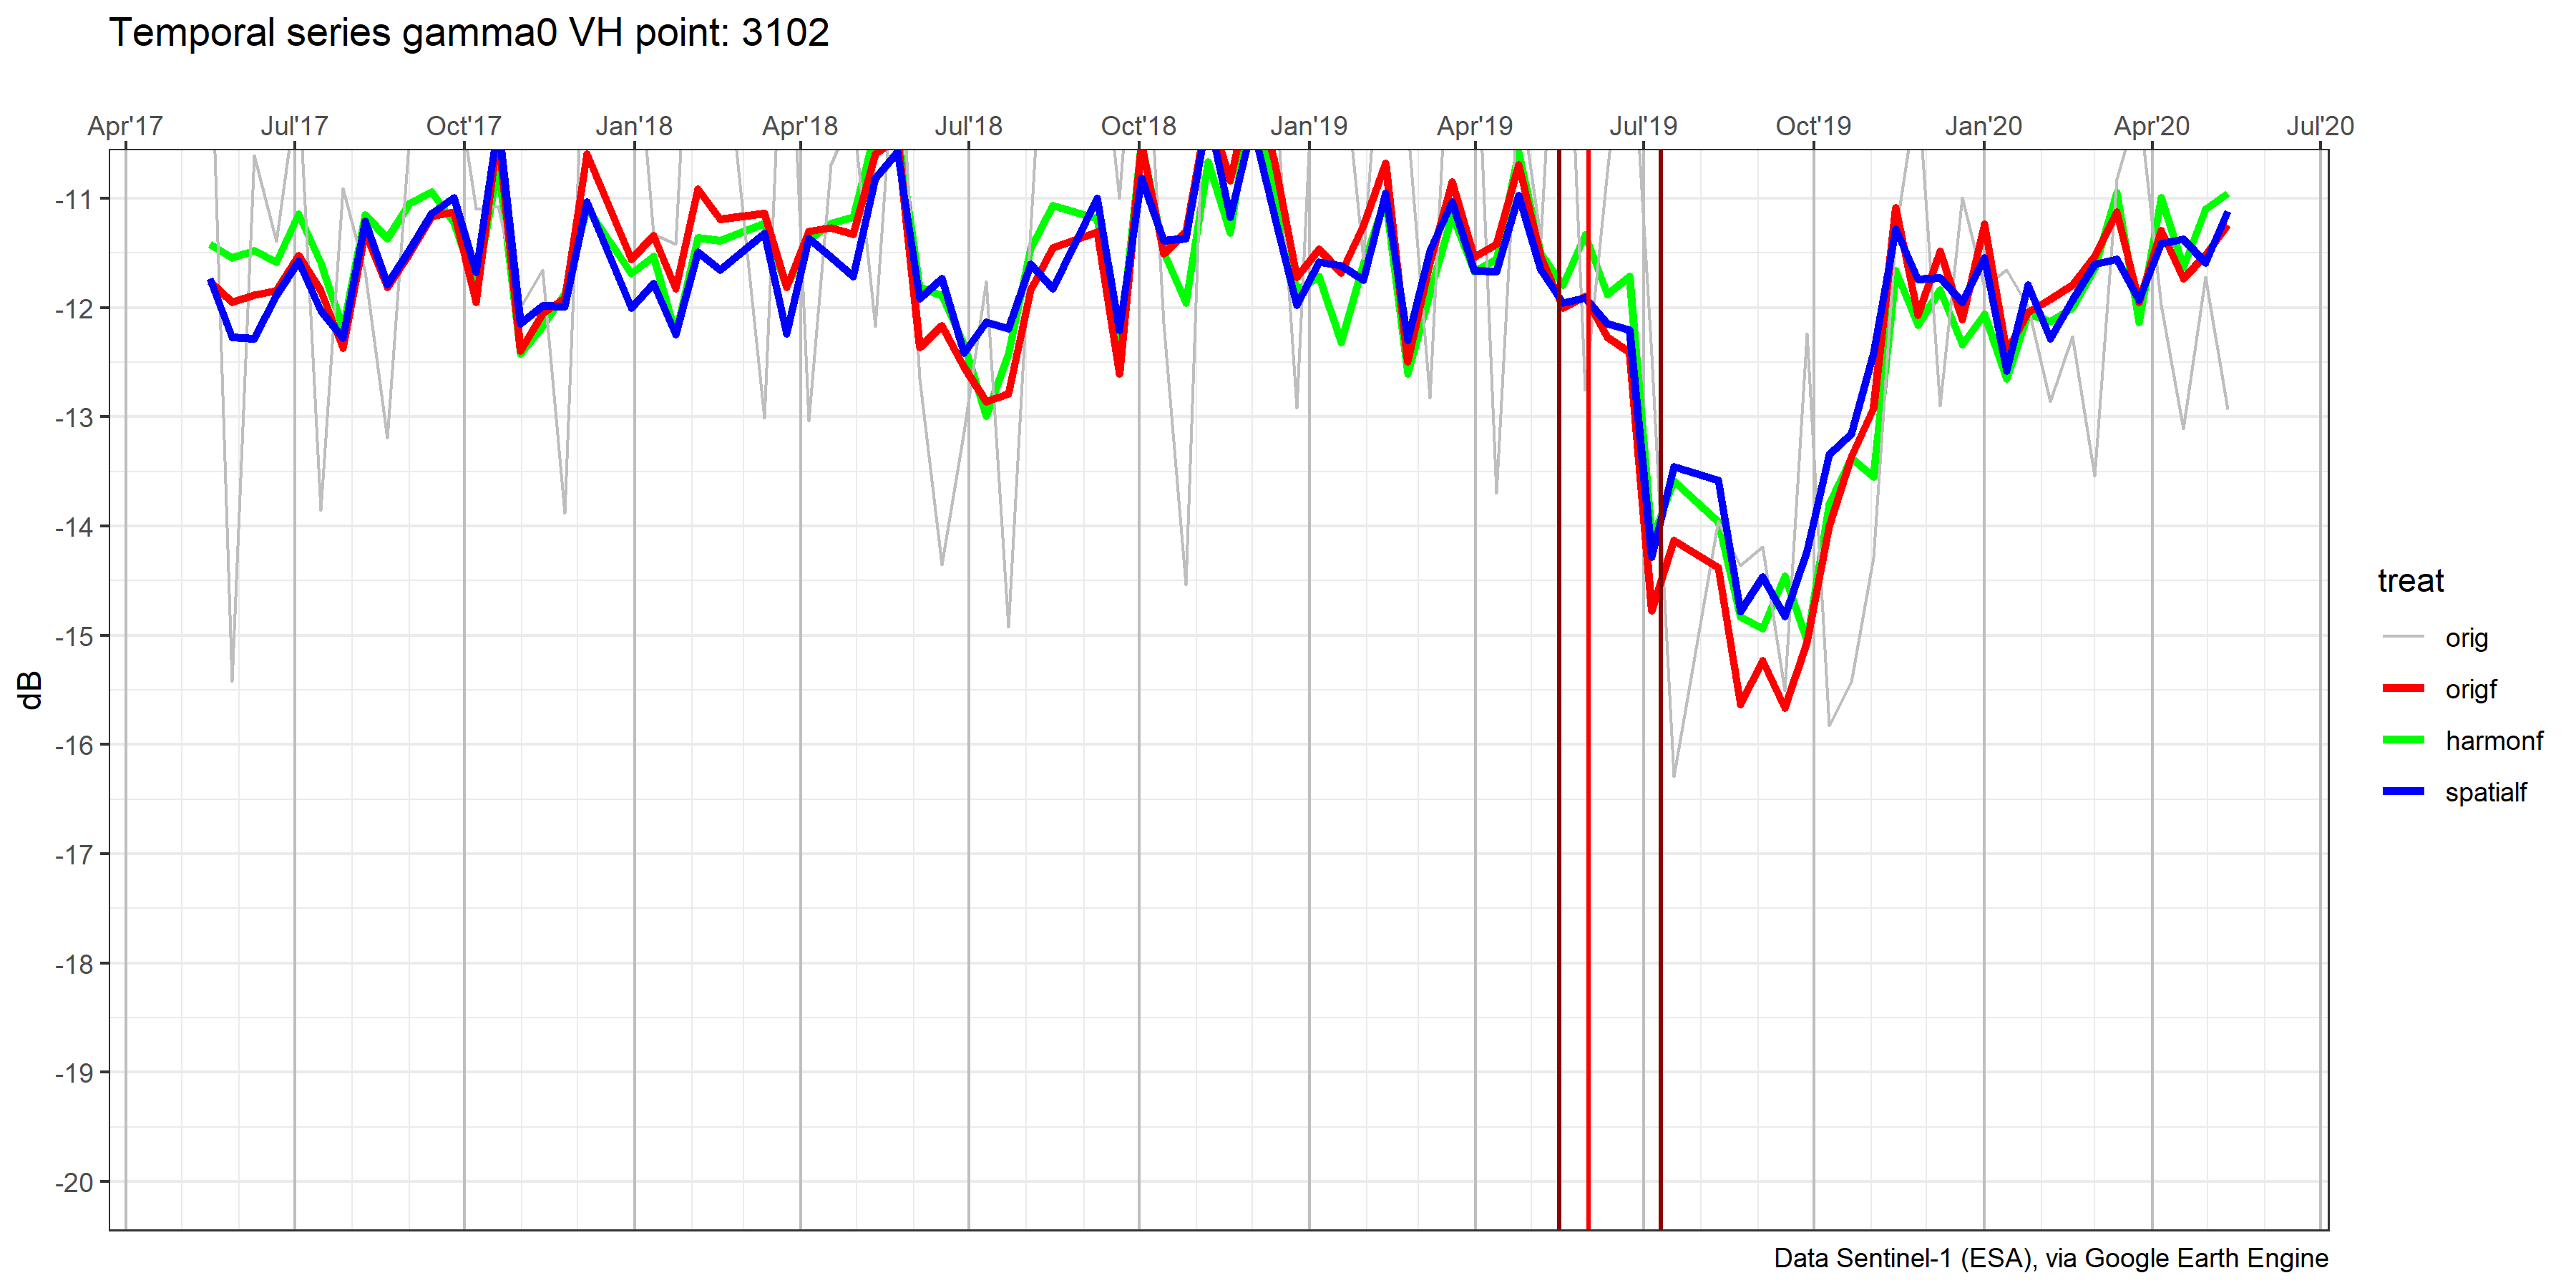 Temporal series gamma0 VH point: 3102
Apr'17 Jul'17 Oct'17 Jan'18 Apr'18 Jul'18 Oct'18 Jan'19 Apr'19 Jul'19 Oct'19 Jan'20 Apr'20 Jul'20
-11
-12
-13
-14
-15
-16
-17
-18
-19
-20
dB
treat
orig
origf
harmonf
spatialf
Data Sentinel-1 (ESA), via Google Earth Engine